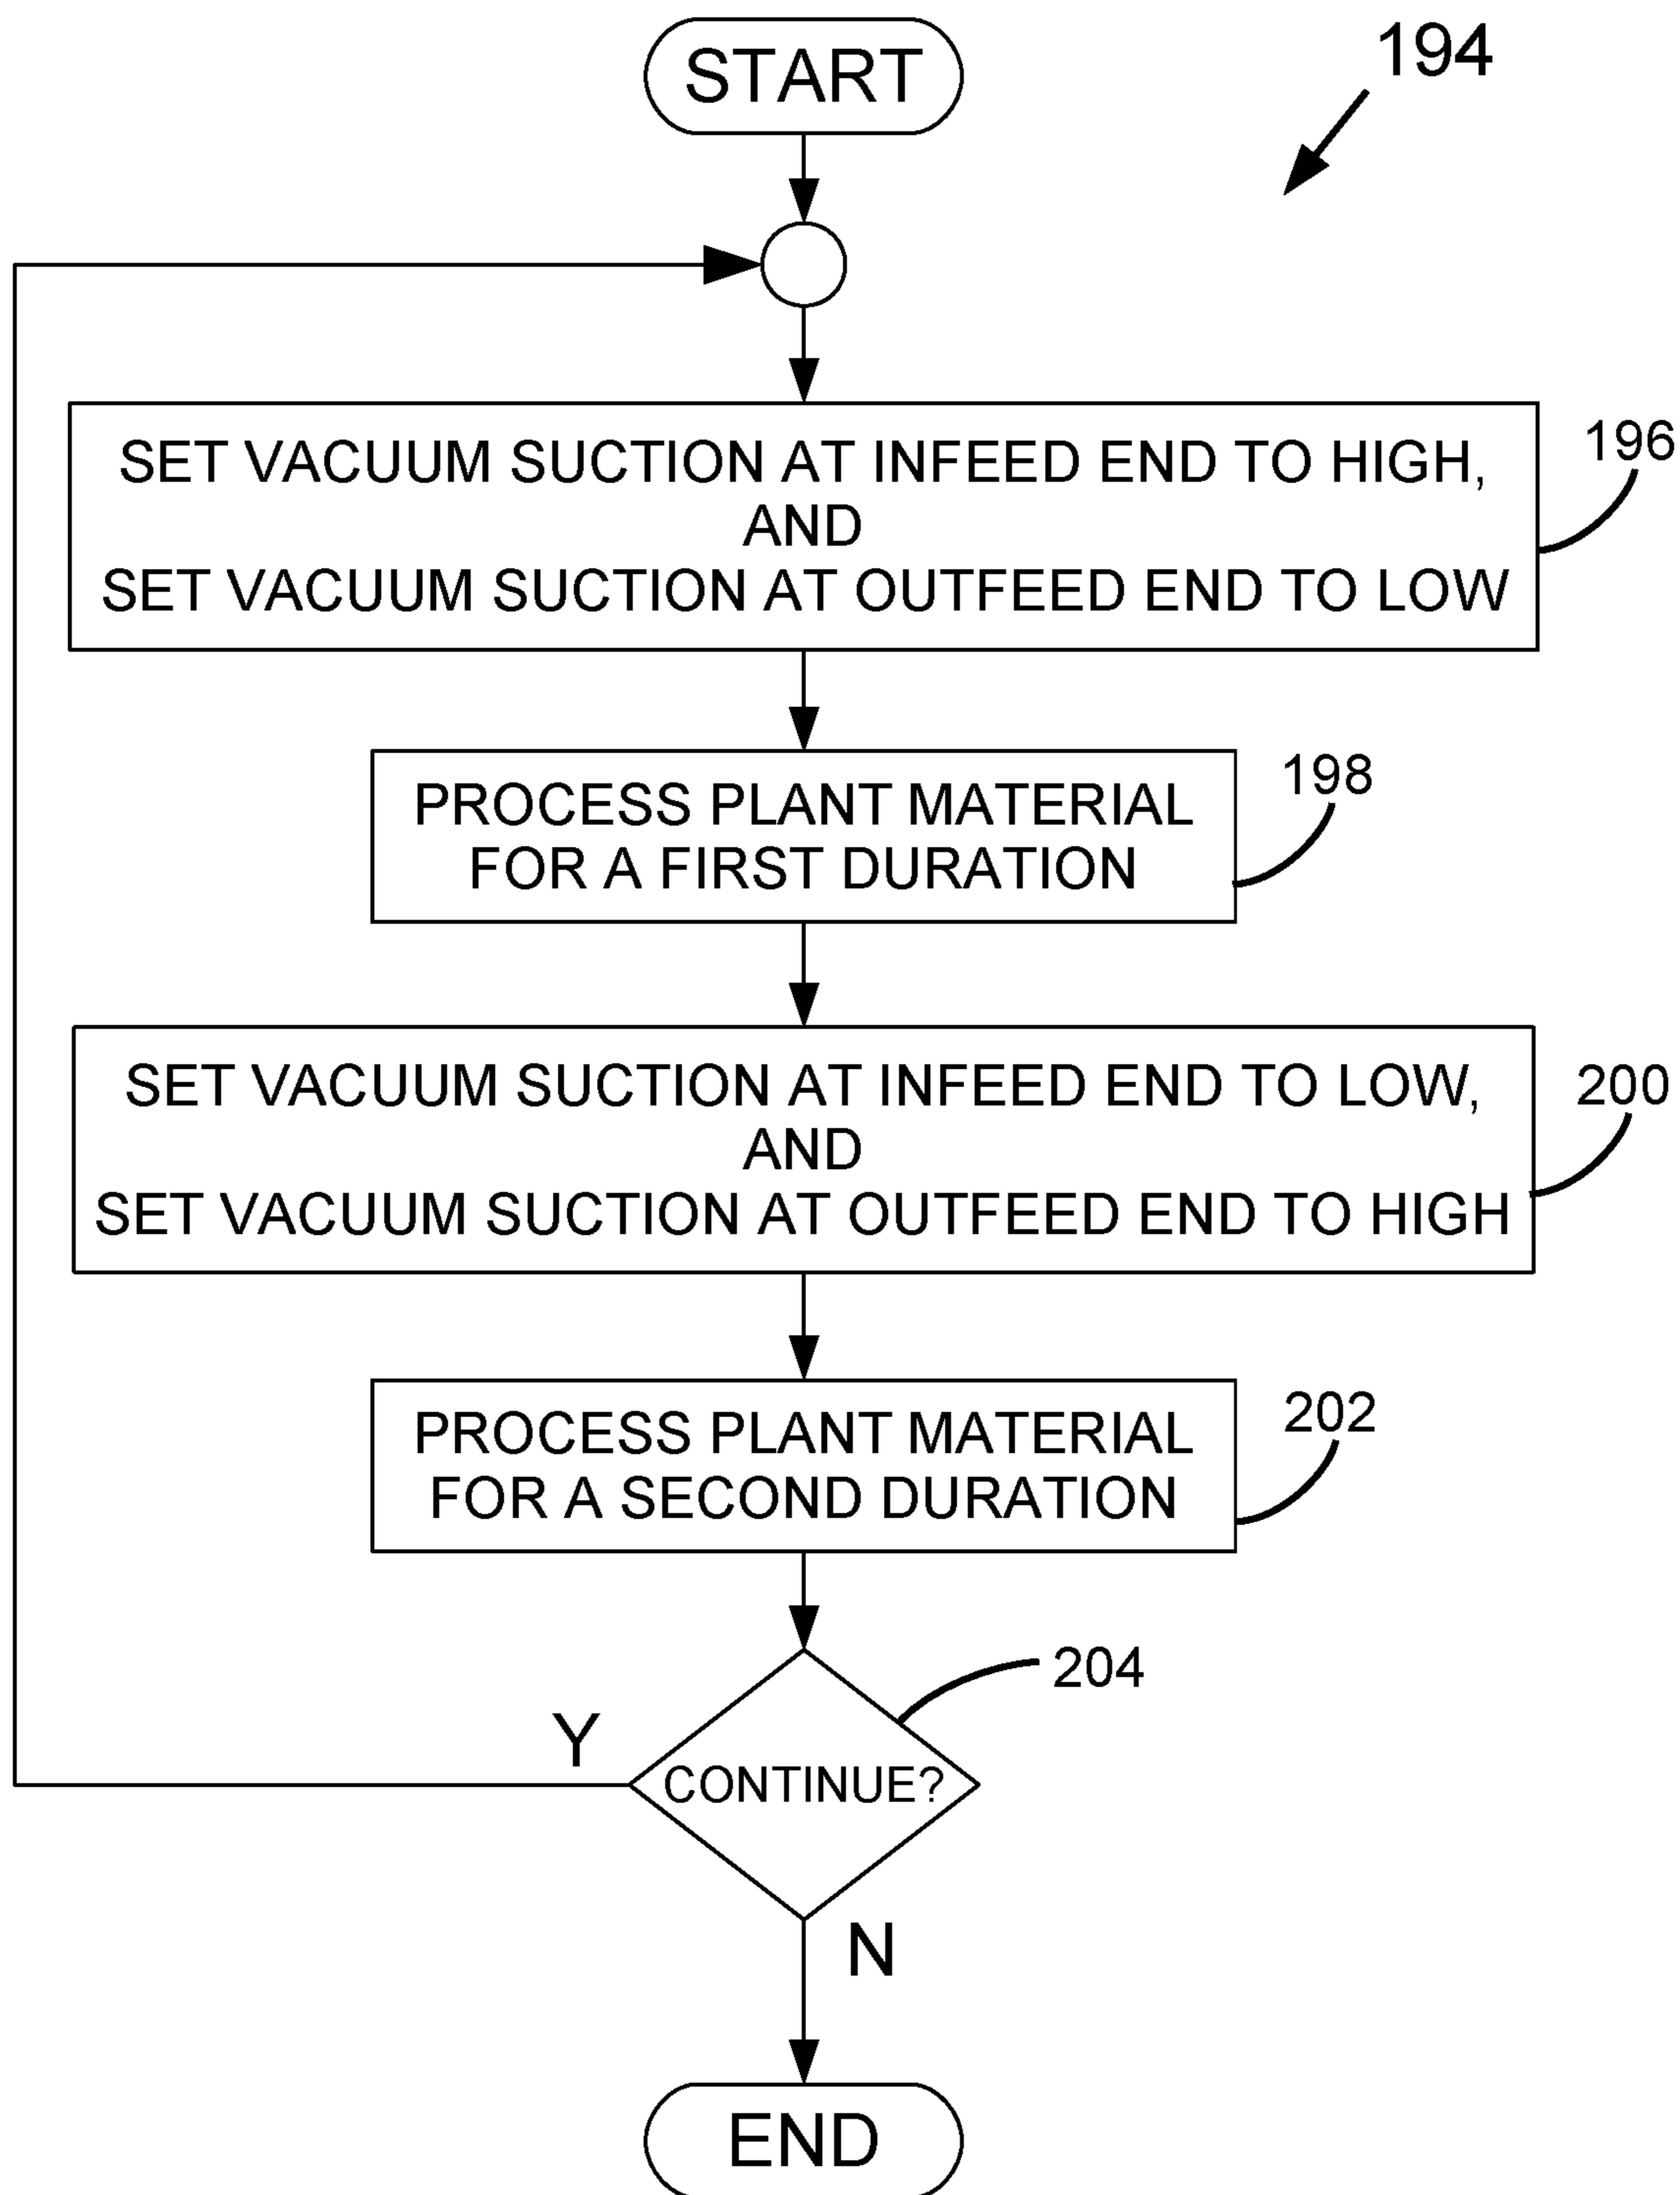 START
194
SET VACUUM SUCTION AT INFEED END TO HIGH,
AND
SET VACUUM SUCTION AT OUTFEED END TO LOW
196
PROCESS PLANT MATERIAL
FOR A FIRST DURATION
198
SET VACUUM SUCTION AT INFEED END TO LOW,
AND
SET VACUUM SUCTION AT OUTFEED END TO HIGH
200
PROCESS PLANT MATERIAL
FOR A SECOND DURATION
202
204
Y
CONTINUE?
N
END